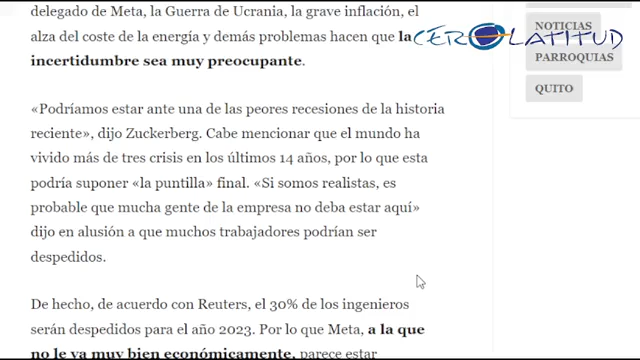 delegado de Meta, la Guerra de Ucrania, la grave inflación, el
alza del coste de la energía y demás problemas hacen que la
incertidumbre sea muy preocupante.
«Podríamos estar ante una de las peores recesiones de la historia
reciente», dijo Zuckerberg. Cabe mencionar que el mundo ha
vivido más de tres crisis en los últimos 14 años, por lo que esta
podría suponer «la puntilla» final. «Si somos realistas, es
probable que mucha gente de la empresa no deba estar aquí»
dijo en alusión a que muchos trabajadores podrían ser
despedidos.
De hecho, de acuerdo con Reuters, el 30% de los ingenieros
serán despedidos para el año 2023. Por lo que Meta, a la que
no le va muy bien económicamente, parece estar
NOTICIAS
CERO LATITUD
PARROQUIAS
QUITO